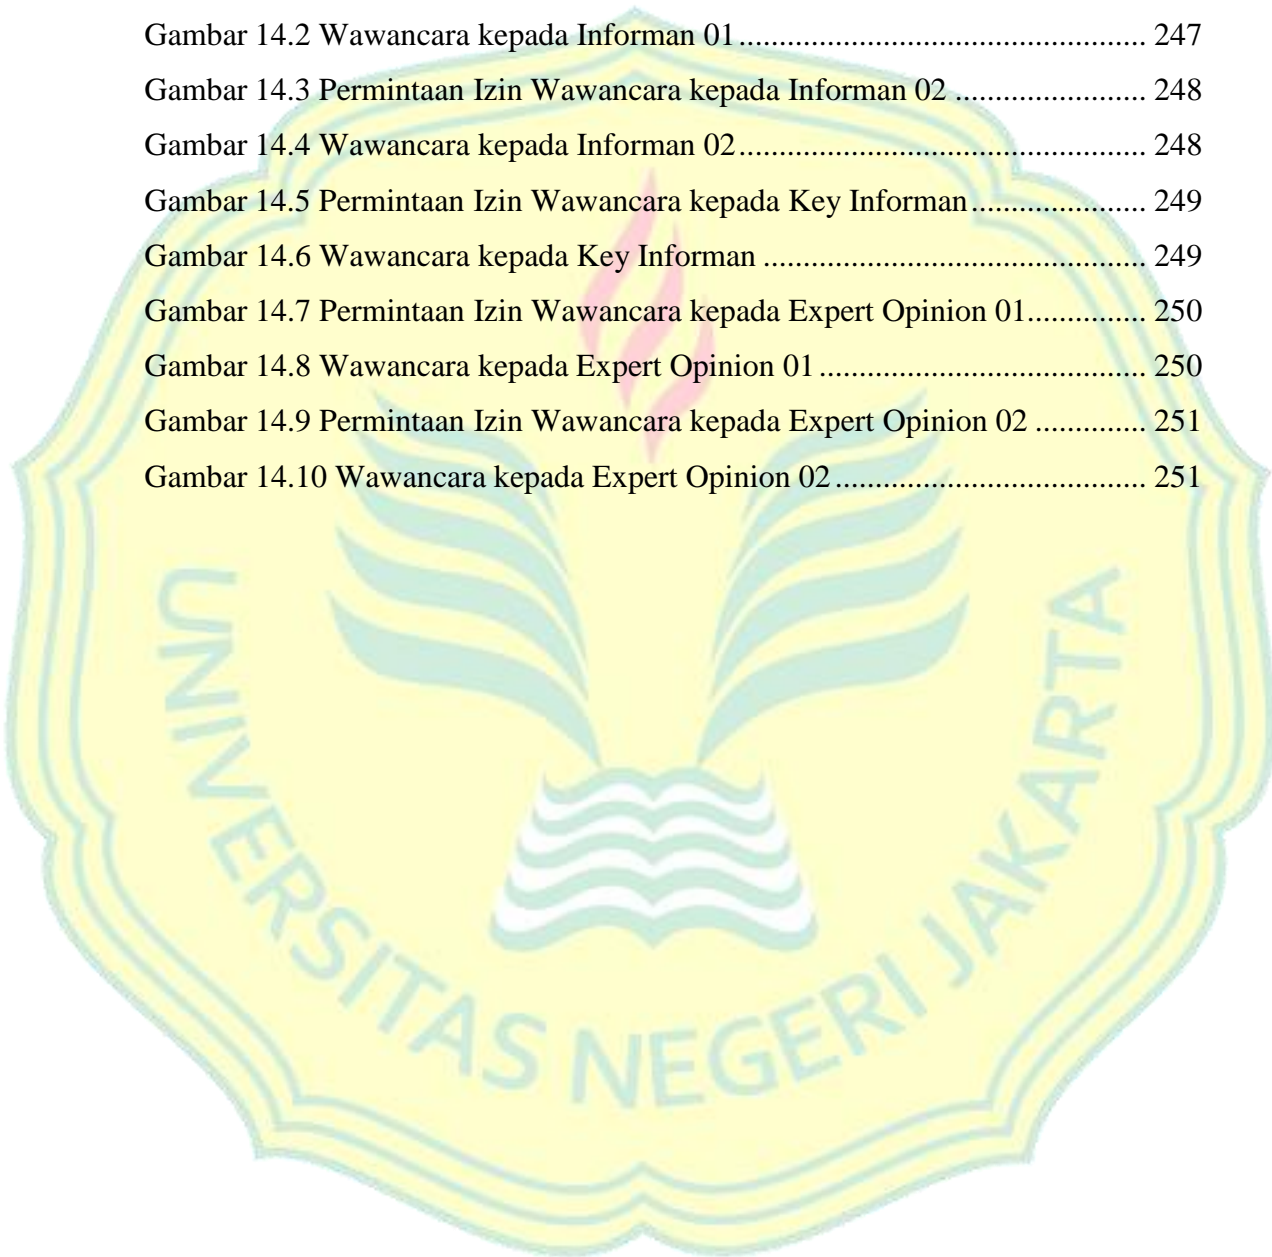 Gambar 14.2 Wawancara kepada Informan 01.................................................. 247
Gambar 14.3 Permintaan Izin Wawancara kepada Informan 02 ........................ 248
Gambar 14.4 Wawancara kepada Informan 02.................................................. 248
Gambar 14.5 Permintaan Izin Wawancara kepada Key Informan...................... 249
Gambar 14.6 Wawancara kepada Key Informan ............................................... 249
Gambar 14.7 Permintaan Izin Wawancara kepada Expert Opinion 01............... 250
Gambar 14.8 Wawancara kepada Expert Opinion 01 ........................................ 250
Gambar 14.9 Permintaan Izin Wawancara kepada Expert Opinion 02 .............. 251
Gambar 14.10 Wawancara kepada Expert Opinion 02...................................... 251
UNIVERSITAS NEGERI JAKARTA